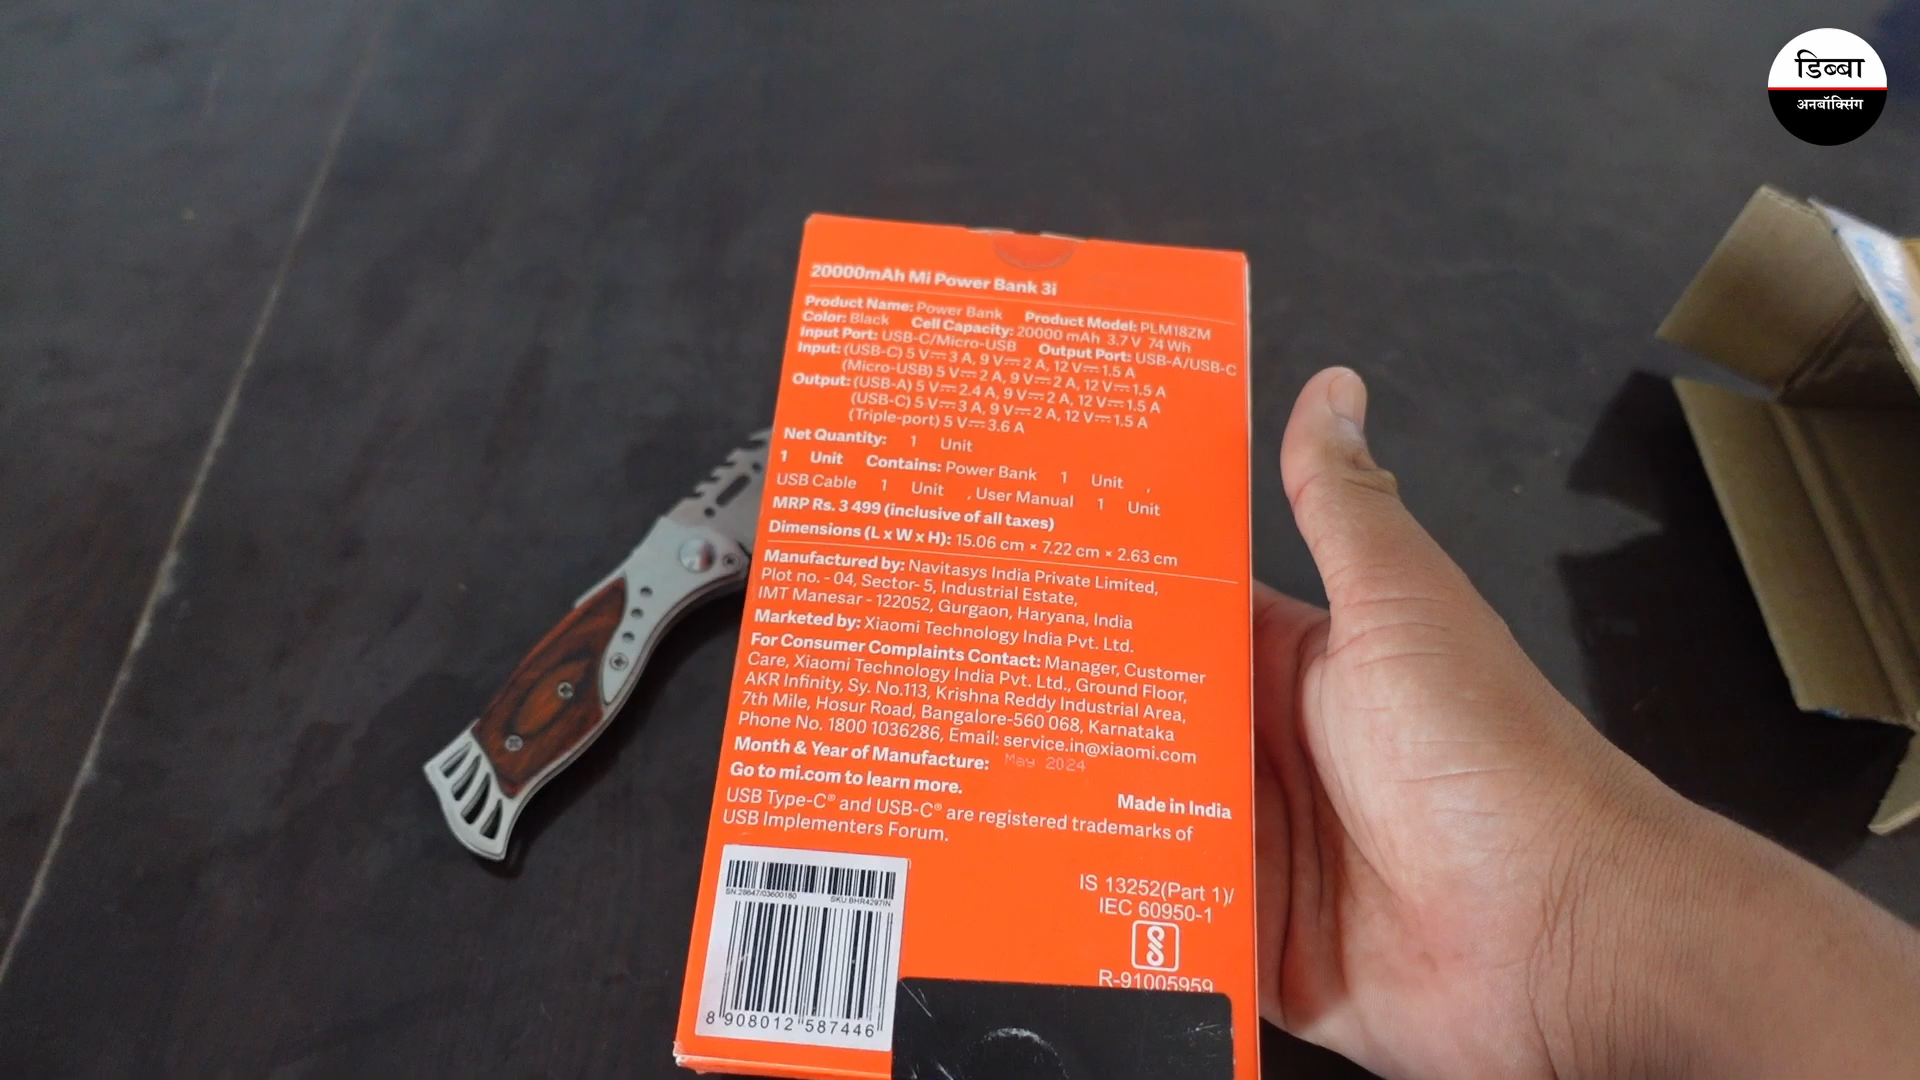 डिब्बा
अनबॉक्सिंग
20000mAh Mi Power Bank 3i
Product Name: Power Bank Product Model: PLM18ZM
Color: Black Cell Capacity: 20000 mAh 3.7 V 74 Wh
Input Port: USB-C/Micro-USB Output Port: USB-A/USB-C
Input: (USB-C) 5 V⎓3 A, 9 V⎓2 A, 12 V⎓1.5 A
(Micro-USB) 5 V⎓2 A, 9 V⎓2 A, 12 V⎓1.5 A
Output: (USB-A) 5 V⎓2.4 A, 9 V⎓2 A, 12 V⎓1.5 A
(USB-C) 5 V⎓3 A, 9 V⎓2 A, 12 V⎓1.5 A
(Triple-port) 5 V⎓3.6 A
Net Quantity: 1 Unit
1 Unit Contains: Power Bank 1 Unit ,
USB Cable 1 Unit , User Manual 1 Unit
MRP Rs. 3 499 (inclusive of all taxes)
Dimensions (L x W x H): 15.06 cm × 7.22 cm × 2.63 cm
Manufactured by: Navitasys India Private Limited,
Plot no. - 04, Sector- 5, Industrial Estate,
IMT Manesar - 122052, Gurgaon, Haryana, India
Marketed by: Xiaomi Technology India Pvt. Ltd.
For Consumer Complaints Contact: Manager, Customer
Care, Xiaomi Technology India Pvt. Ltd., Ground Floor,
AKR Infinity, Sy. No.113, Krishna Reddy Industrial Area,
7th Mile, Hosur Road, Bangalore-560 068, Karnataka
Phone No. 1800 1036286, Email: service.in@xiaomi.com
Month & Year of Manufacture: May 2024
Go to mi.com to learn more.
Made in India
USB Type-C® and USB-C® are registered trademarks of
USB Implementers Forum.
SN:28647/03600180
SKU:BHR4297IN
8 908012 587446
IS 13252(Part 1)/
IEC 60950-1
R-91005959